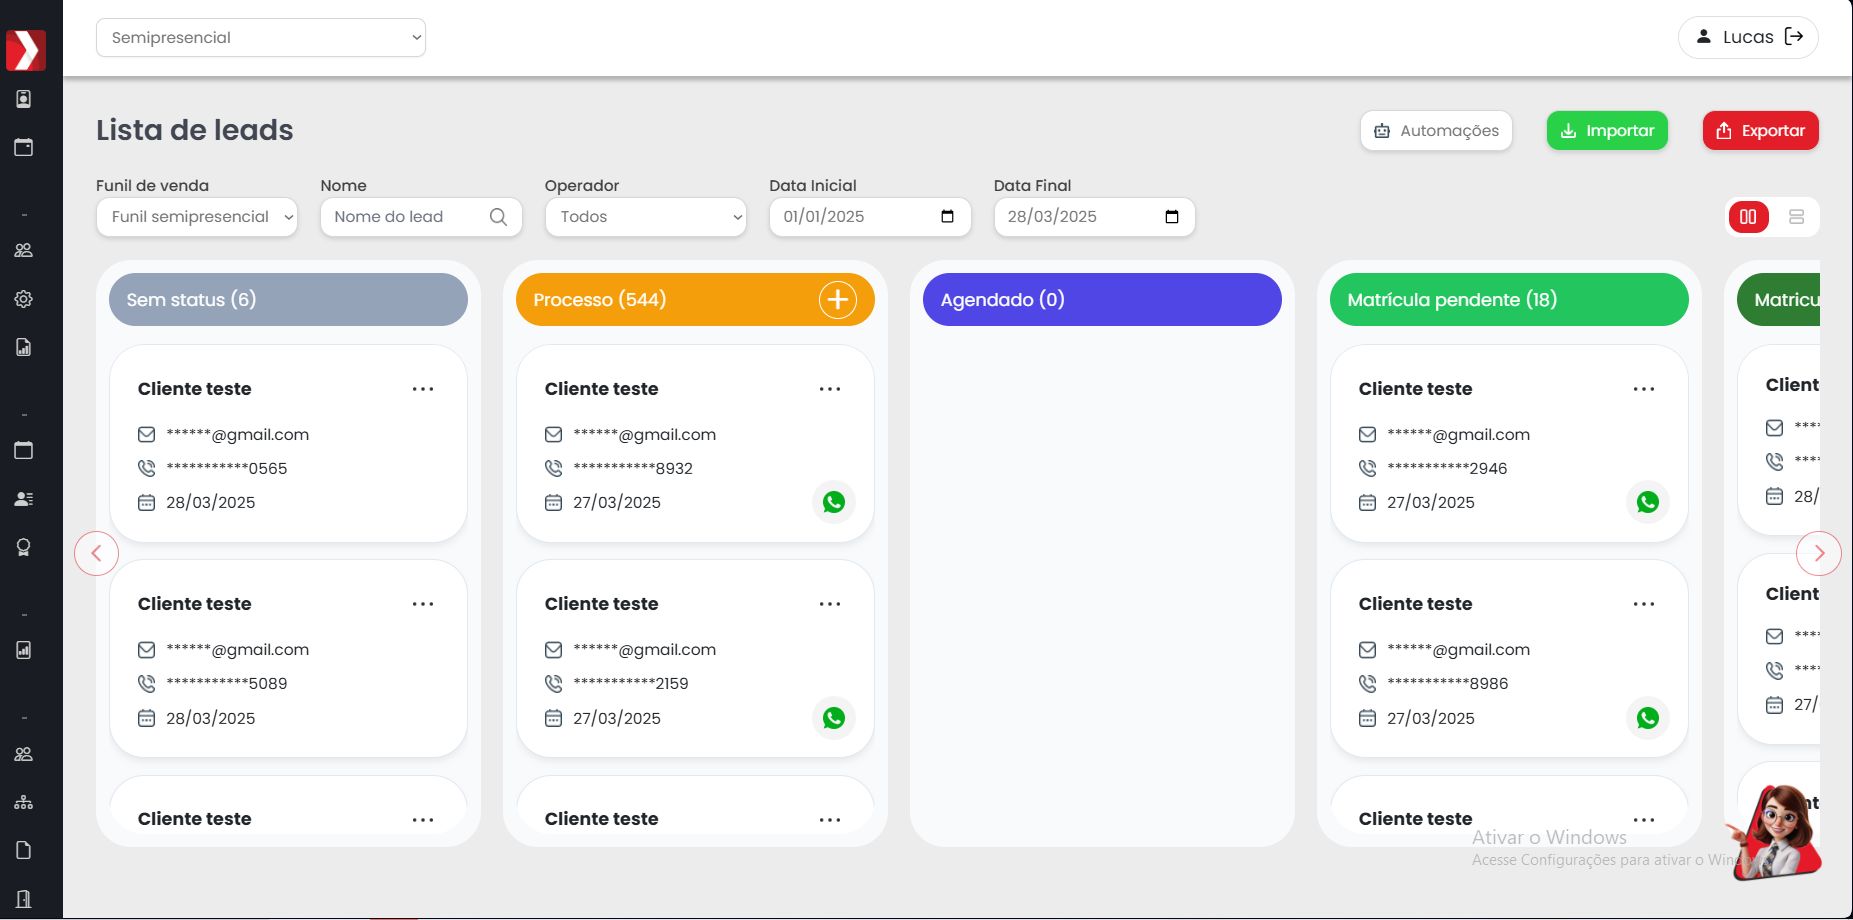 Semipresencial
Lucas
Lista de leads
Automações
Importar
Exportar
Funil de venda
Nome
Operador
Data Inicial
Data Final
Funil semipresencial
Nome do lead
Todos
01/01/2025
28/03/2025
Sem status (6)
Cliente teste
******@gmail.com
***********0565
28/03/2025
Cliente teste
******@gmail.com
***********5089
28/03/2025
Cliente teste
Processo (544)
Cliente teste
******@gmail.com
***********8932
27/03/2025
Cliente teste
******@gmail.com
***********2159
27/03/2025
Cliente teste
Agendado (0)
Matrícula pendente (18)
Cliente teste
******@gmail.com
***********2946
27/03/2025
Cliente teste
******@gmail.com
***********8986
27/03/2025
Cliente teste
Matricu
Client
****
****
28/
Client
****
****
27/
nt
Ativar o Windows
Acesse Configurações para ativar o Windows.